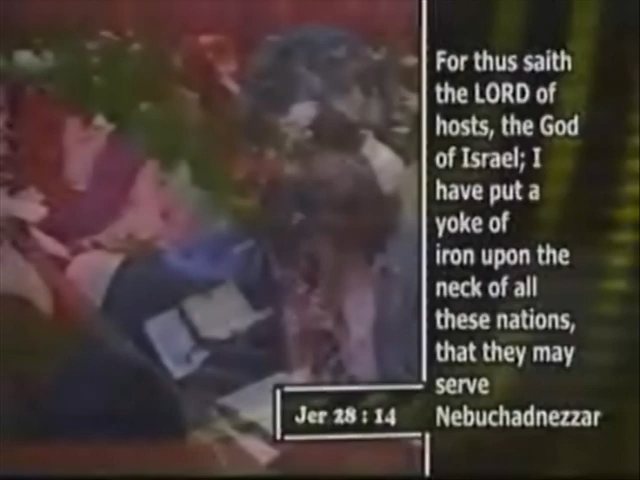 For thus saith
the LORD of
hosts, the God
of Israel; I
have put a
yoke of
iron upon the
neck of all
these nations,
that they may
serve
Nebuchadnezzar
Jer 28 : 14